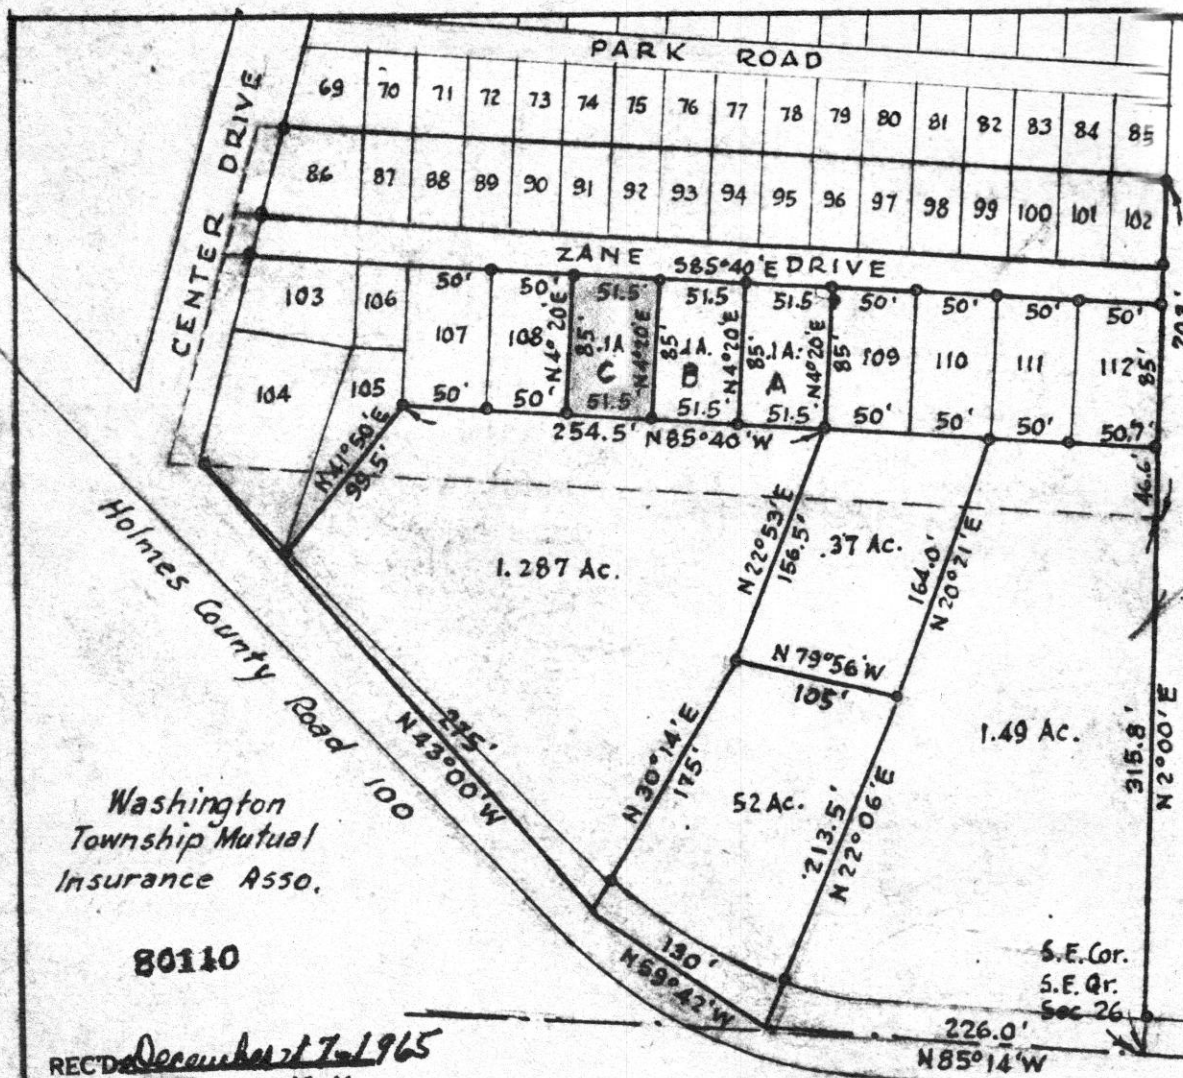 PARK ROAD
69 70 71 72 73 74 75 76 77 78 79 80 81 82 83 84 85
CENTER DRIVE
86 87 88 89 90 91 92 93 94 95 96 97 98 99 100 101 102
ZANE S85°40'E DRIVE
103 106 50' 50' 51.5' 51.5 51.5 50' 50' 50' 50'
107 108 N4°20'E 85' .1A C N4°20'E 85' .1A. B N4°20'E 85' .1A. A N4°20'E 85' 109 110 111 112 85'
104 105
50' 50' 51.5' 51.5' 51.5' 50' 50' 50' 50.7'
254.5' N85°40'W
N41°50'E
99.5'
46.6'
Holmes County Road 100
1.287 Ac.
N22°53'E
156.5'
.37 Ac.
164.0'
N20°21'E
N79°56'W
105'
275'
N43°00'W
N30°14'E
175'
52 Ac.
213.5'
N22°06'E
1.49 Ac.
315.8'
N2°00'E
Washington
Township Mutual
Insurance Asso.
80110
130'
N59°42'W
S.E. Cor.
S.E. Qr.
Sec 26
226.0'
N85°14'W
REC'D December 1965